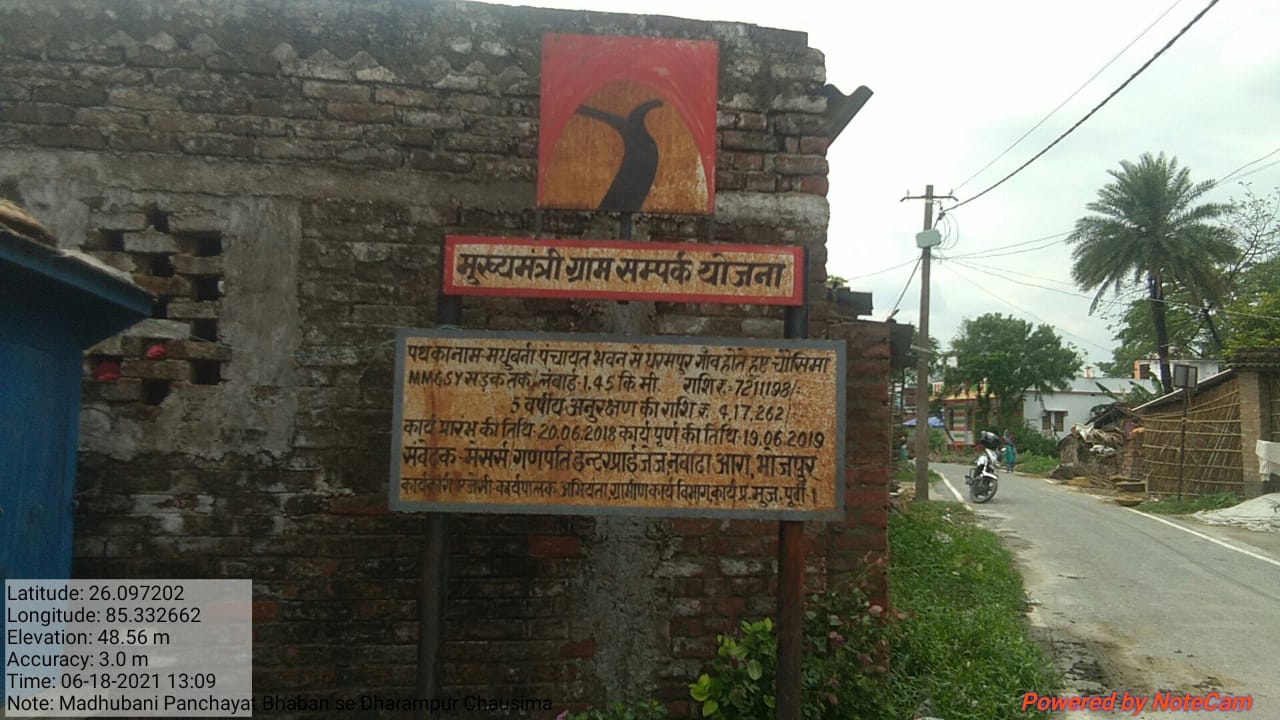 मुख्यमंत्री ग्राम सम्पर्क योजना
पथ का नाम-मधुबनी पंचायत भवन से धरमपुर गाँव होते हुए चौसिमा
MMGSY सड़क तक/लंबाई 1.45 कि मी. राशि रु.-7211198/-
5 वर्षीय अनुरक्षण की राशि रु. 4,17,262/
कार्य प्रारंभ की तिथि-20.06.2018 कार्य पूर्ण की तिथि-19.06.2019
संवेदक-मेसर्स गणपति इन्टरप्राईजेज, आरा, भोजपुर
कार्यपालक अभियंता, ग्रामीण कार्य विभाग, कार्य प्र. मुज. पूर्वी ।
Latitude: 26.097202
Longitude: 85.332662
Elevation: 48.56 m
Accuracy: 3.0 m
Time: 06-18-2021 13:09
Note: Madhubani Panchayat Bhaban se Dharampur Chausima
Powered by NoteCam